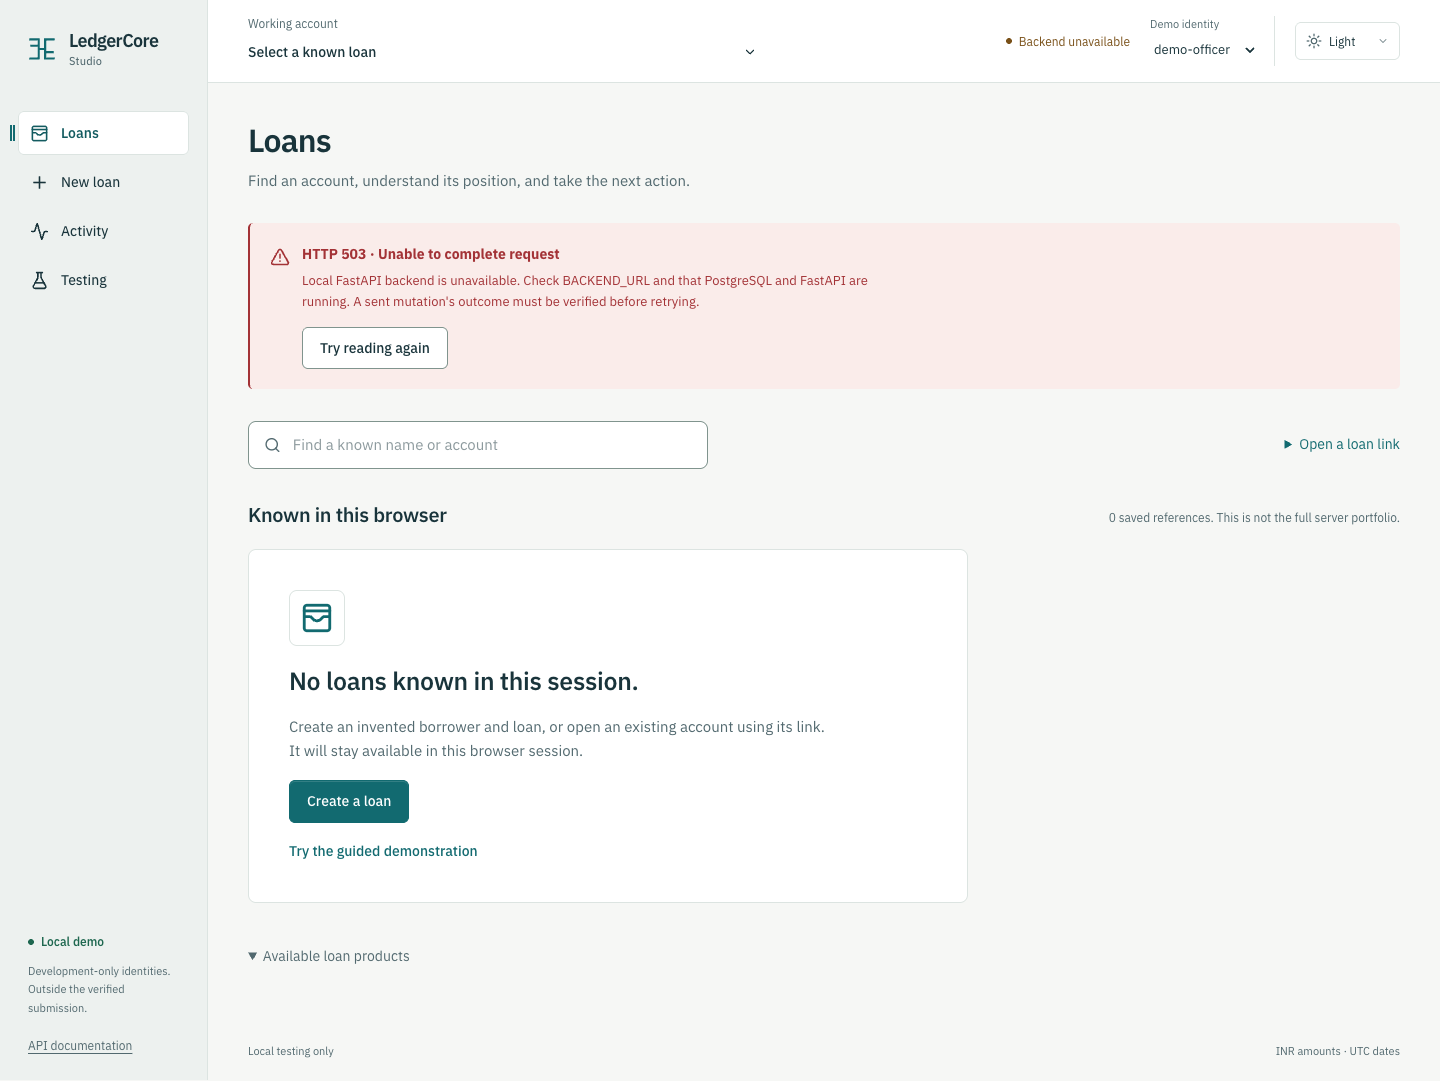 LedgerCore
Studio
Loans
New loan
Activity
Testing
Local demo
Development-only identities.
Outside the verified
submission.
API documentation
Working account
Select a known loan
Backend unavailable
Demo identity
demo-officer
Light
Loans
Find an account, understand its position, and take the next action.
HTTP 503 · Unable to complete request
Local FastAPI backend is unavailable. Check BACKEND_URL and that PostgreSQL and FastAPI are
running. A sent mutation's outcome must be verified before retrying.
Try reading again
Find a known name or account
Open a loan link
Known in this browser
0 saved references. This is not the full server portfolio.
No loans known in this session.
Create an invented borrower and loan, or open an existing account using its link.
It will stay available in this browser session.
Create a loan
Try the guided demonstration
Available loan products
Local testing only
INR amounts · UTC dates